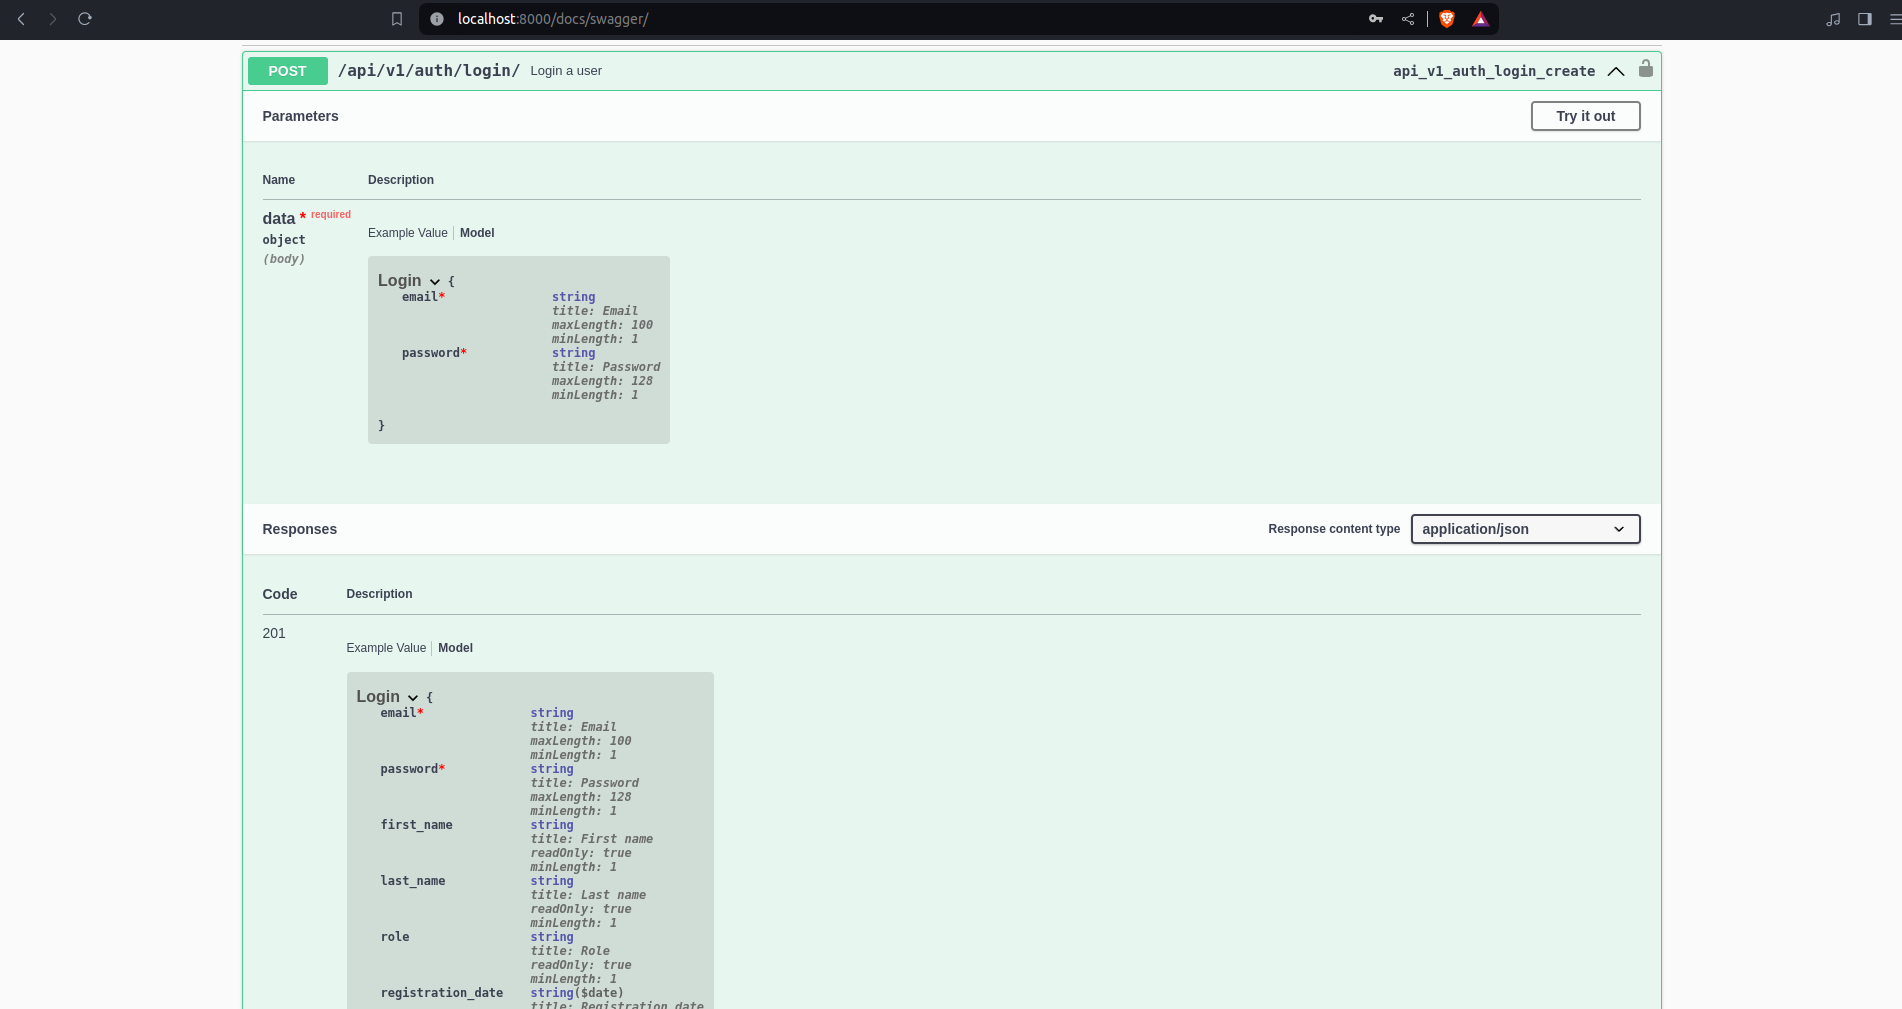 localhost:8000/docs/swagger/
POST /api/v1/auth/login/ Login a user api_v1_auth_login_create
Parameters Try it out
Name Description
data * required
object
(body)
Example Value Model
Login {
email* string
title: Email
maxLength: 100
minLength: 1
password* string
title: Password
maxLength: 128
minLength: 1
}
Responses Response content type application/json
Code Description
201
Example Value Model
Login {
email* string
title: Email
maxLength: 100
minLength: 1
password* string
title: Password
maxLength: 128
minLength: 1
first_name string
title: First name
readOnly: true
minLength: 1
last_name string
title: Last name
readOnly: true
minLength: 1
role string
title: Role
readOnly: true
minLength: 1
registration_date string($date)
title: Registration date